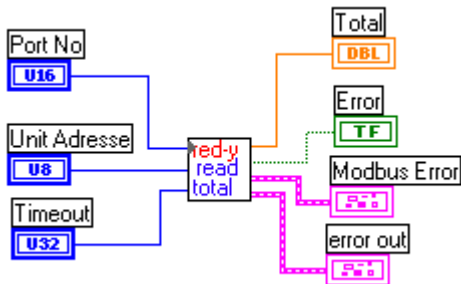 Port No
U16
Unit Adresse
U8
Timeout
U32
red-y
read
total
Total
DBL
Error
TF
Modbus Error
error out